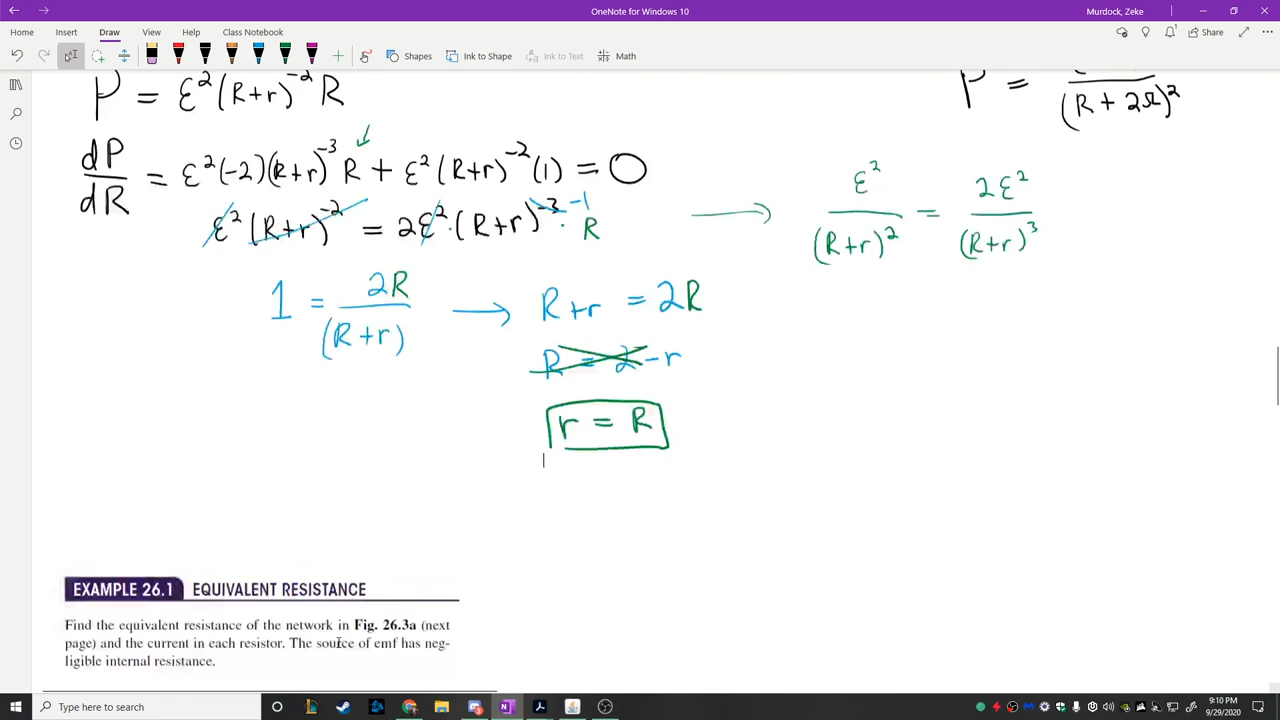 OneNote for Windows 10
Murdock, Zeke
Home Insert Draw View Help Class Notebook
Share
Shapes Ink to Shape Ink to Text Math
P = ε²(R+r)⁻² R
P = (R + 2Ω)²
dP/dR = ε²(-2)(R+r)⁻³ R + ε²(R+r)⁻²(1) = 0
ε²(R+r)⁻² = 2ε²·(R+r)⁻³ ⁻¹ · R → ε²/(R+r)² = 2ε²/(R+r)³
1 = 2R/(R+r) → R+r = 2R
R = 2-r
r = R
EXAMPLE 26.1 EQUIVALENT RESISTANCE
Find the equivalent resistance of the network in Fig. 26.3a (next
page) and the current in each resistor. The source of emf has neg-
ligible internal resistance.
Type here to search
9:10 PM
9/29/2020